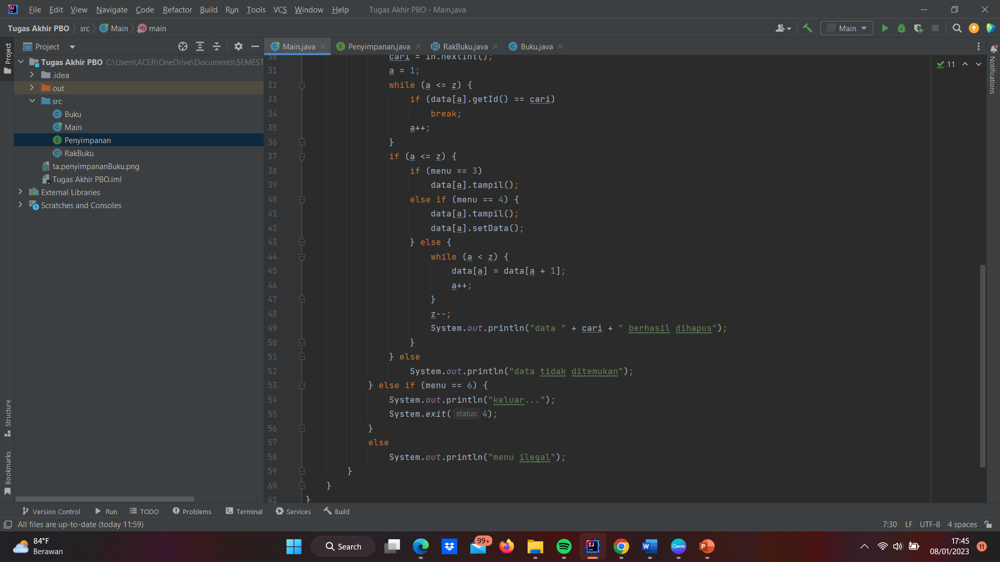 File Edit View Navigate Code Refactor Build Run Tools VCS Window Help Tugas Akhir PBO - Main.java
Tugas Akhir PBO src Main main
Main
Project
Main.java Penyimpanan.java RakBuku.java Buku.java
Project
Tugas Akhir PBO C:\Users\ACER\OneDrive\Documents\SEMEST
.idea
out
src
Buku
Main
Penyimpanan
RakBuku
ta.penyimpananBuku.png
Tugas Akhir PBO.iml
External Libraries
Scratches and Consoles
Structure
Bookmarks
30 cari = in.nextInt();
31 a = 1;
32 while (a <= z) {
33 if (data[a].getId() == cari)
34 break;
35 a++;
36 }
37 if (a <= z) {
38 if (menu == 3)
39 data[a].tampil();
40 else if (menu == 4) {
41 data[a].tampil();
42 data[a].setData();
43 } else {
44 while (a < z) {
45 data[a] = data[a + 1];
46 a++;
47 }
48 z--;
49 System.out.println("data " + cari + " berhasil dihapus");
50 }
51 } else
52 System.out.println("data tidak ditemukan");
53 } else if (menu == 6) {
54 System.out.println("keluar...");
55 System.exit( status: 4);
56 }
57 else
58 System.out.println("menu ilegal");
59 }
60 }
61 }
11
Notifications
Version Control Run TODO Problems Terminal Services Build
All files are up-to-date (today 11:59) 7:30 LF UTF-8 4 spaces
84°F
Berawan
Search
99+
Canva
17:45
08/01/2023
11